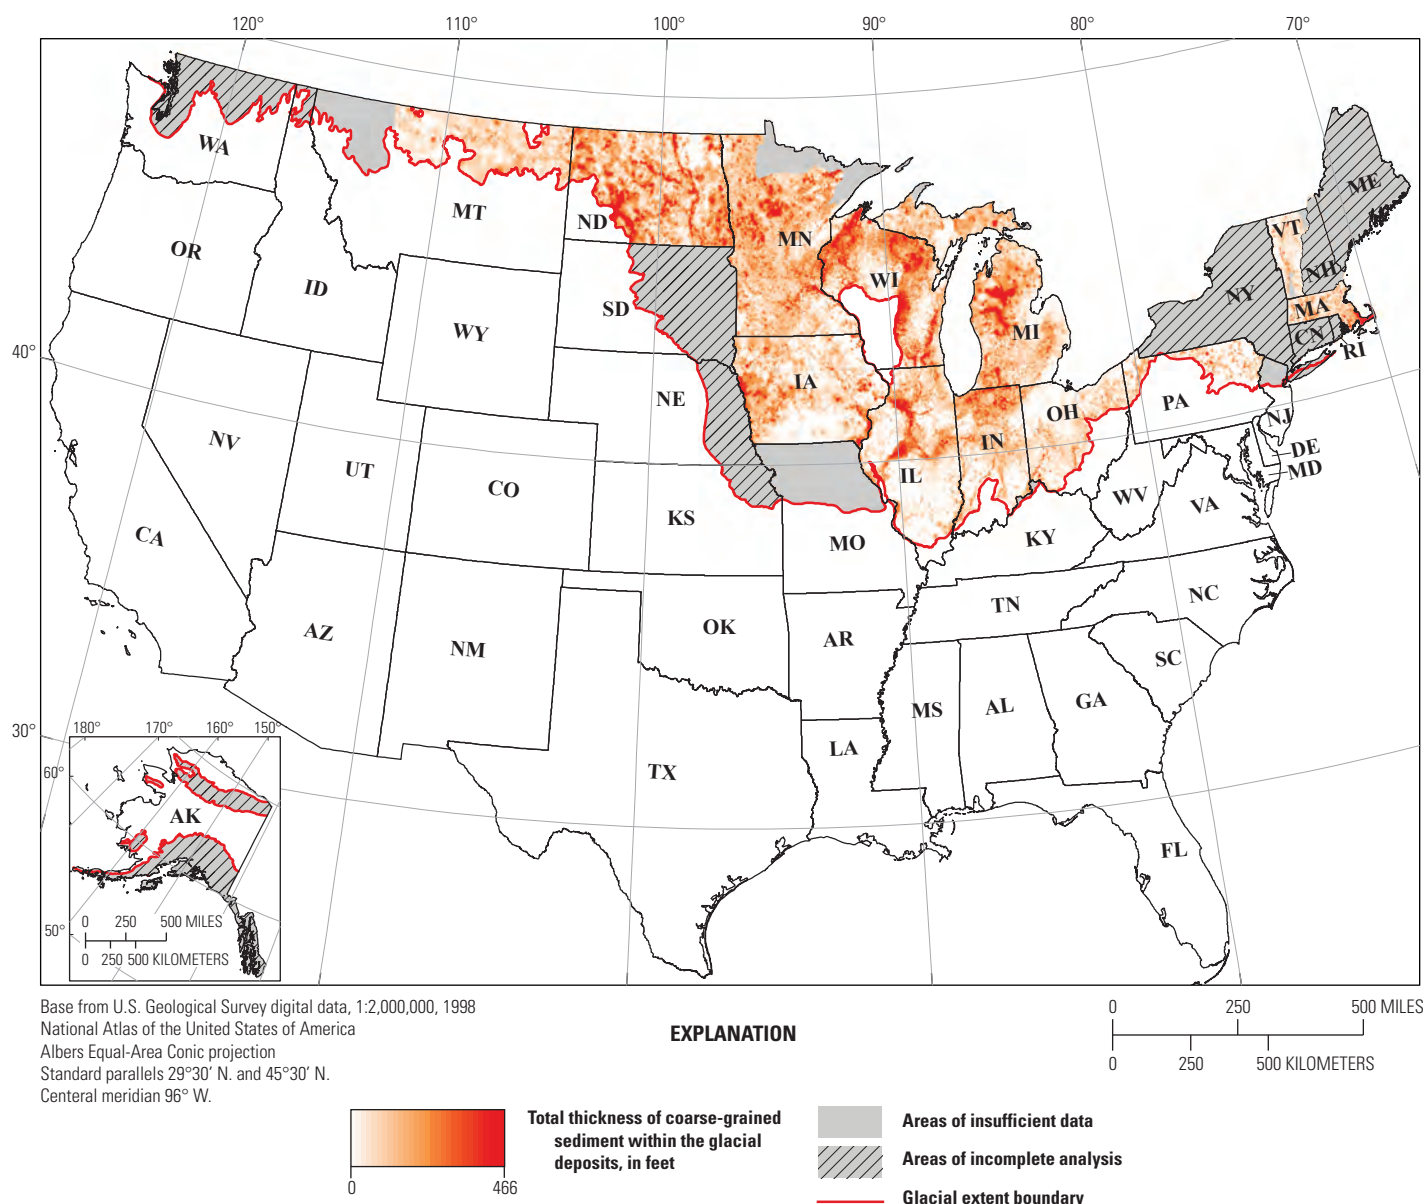 120° 110° 100° 90° 80° 70°
WA
MT
ND
MN
ME
VT
NH
OR
ID
SD
WI
NY
MA
WY
MI
CN
RI
40°
IA
NE
OH
PA
NJ
NV
UT
CO
IL
IN
DE
MD
WV
VA
CA
KS
MO
KY
NC
TN
AZ
NM
OK
AR
SC
MS
AL
GA
LA
TX
FL
30°
180° 170° 160° 150°
60°
AK
50°
0 250 500 MILES
0 250 500 KILOMETERS
Base from U.S. Geological Survey digital data, 1:2,000,000, 1998
National Atlas of the United States of America
Albers Equal-Area Conic projection
Standard parallels 29°30′ N. and 45°30′ N.
Centeral meridian 96° W.
EXPLANATION
0 250 500 MILES
0 250 500 KILOMETERS
0 466
Total thickness of coarse-grained
sediment within the glacial
deposits, in feet
Areas of insufficient data
Areas of incomplete analysis
Glacial extent boundary